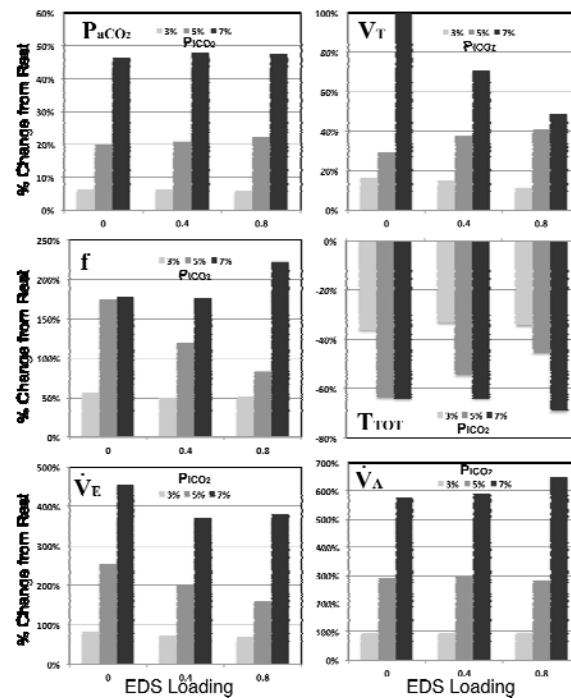 PaCO2
3% 5% 7%
PICO2
% Change from Rest
60%
50%
40%
30%
20%
10%
0%
0 0.4 0.8
VT
3% 5% 7%
PICO2
100%
80%
60%
40%
20%
0%
0 0.4 0.8
f
3% 5% 7%
PICO2
% Change from Rest
250%
200%
150%
100%
50%
0%
0 0.4 0.8
0%
-20%
-40%
-60%
-80%
TTOT
3% 5% 7%
PICO2
V̇E
3% 5% 7%
% Change from Rest
500%
400%
300%
200%
100%
0%
0 0.4 0.8
EDS Loading
V̇A
PICO2
3% 5% 7%
700%
600%
500%
400%
300%
200%
100%
0%
0 0.4 0.8
EDS Loading